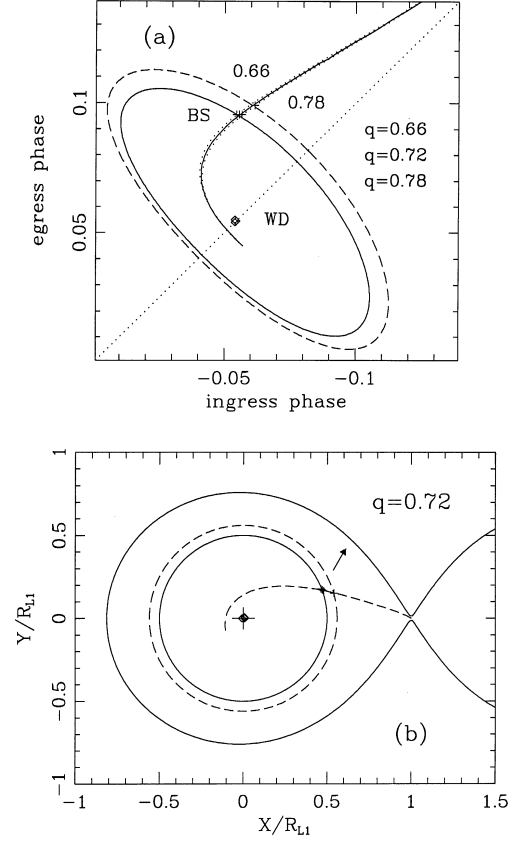 (a)
0.66
0.78
BS
WD
q=0.66
q=0.72
q=0.78
0.1
0.05
egress phase
−0.05
−0.1
ingress phase
q=0.72
(b)
1
0.5
0
−0.5
−1
Y/R_L1
−1
−0.5
0
0.5
1
1.5
X/R_L1